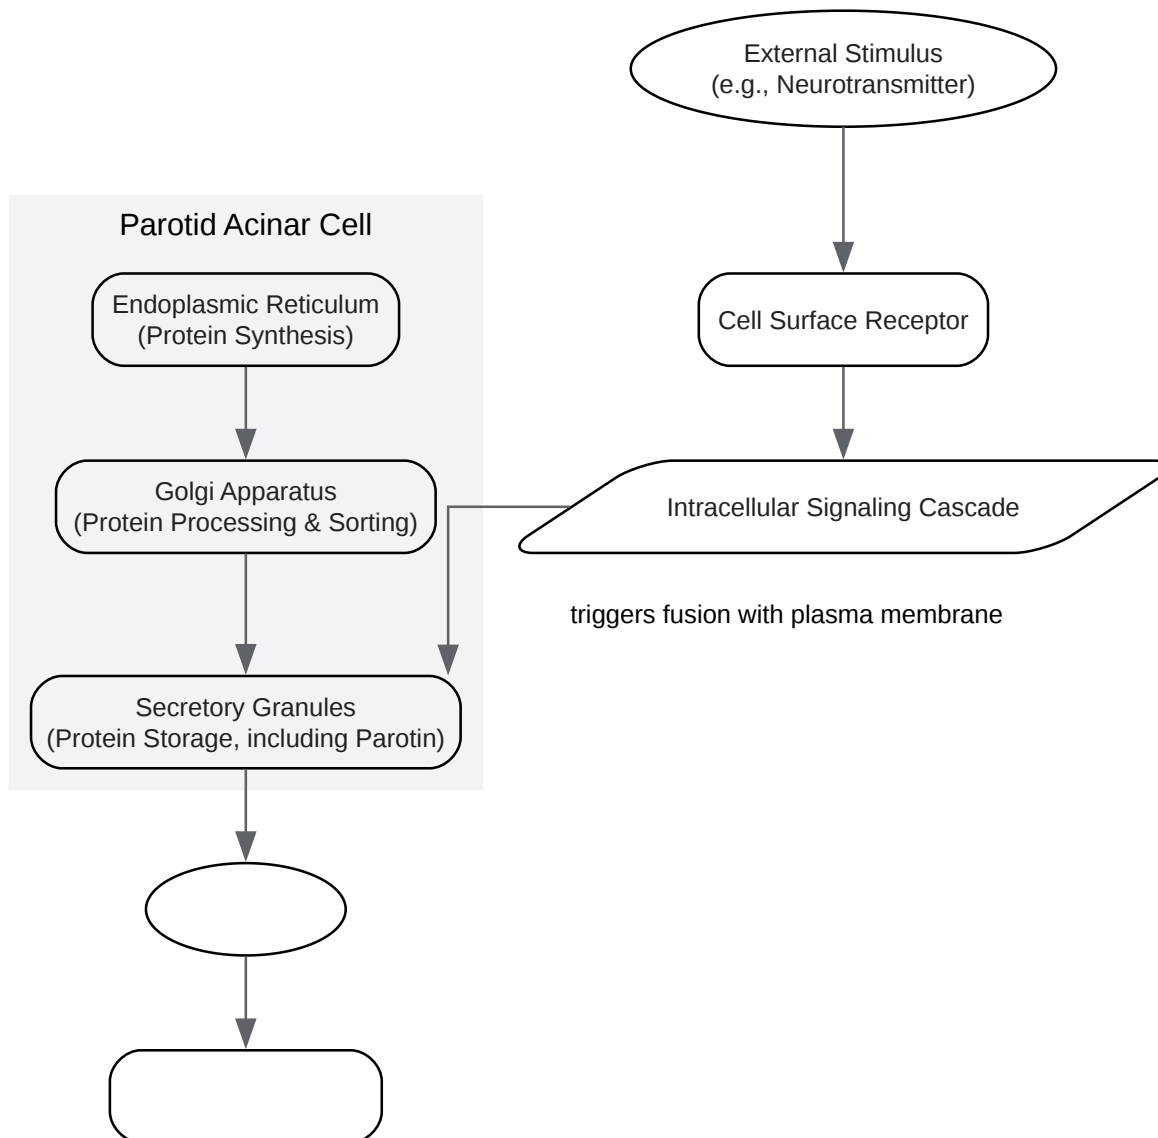 External Stimulus
(e.g., Neurotransmitter)
Parotid Acinar Cell
Endoplasmic Reticulum
(Protein Synthesis)
Cell Surface Receptor
Golgi Apparatus
(Protein Processing & Sorting)
Intracellular Signaling Cascade
triggers fusion with plasma membrane
Secretory Granules
(Protein Storage, including Parotin)